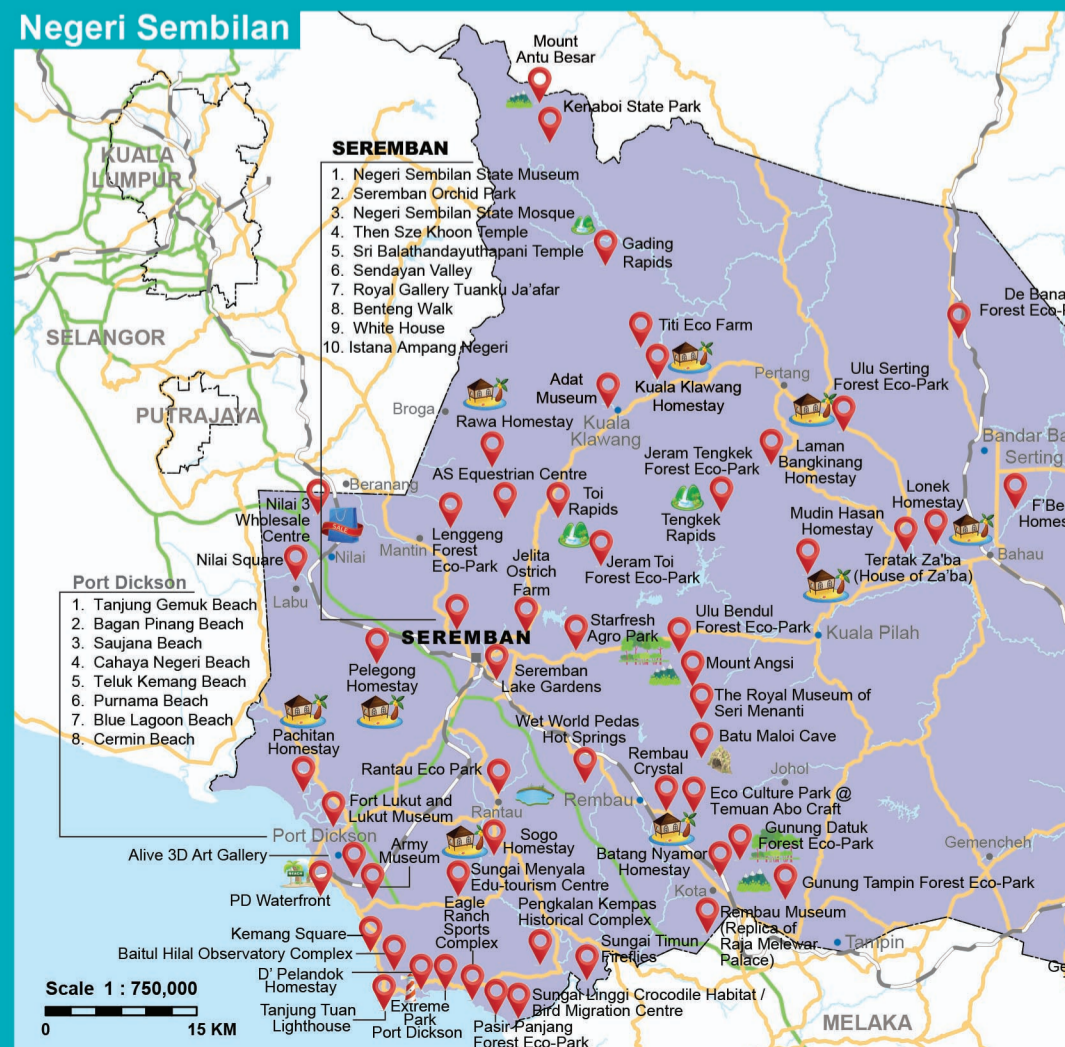 Negeri Sembilan
Mount
Antu Besar
Kenaboi State Park
KUALA
LUMPUR
SEREMBAN
1. Negeri Sembilan State Museum
2. Seremban Orchid Park
3. Negeri Sembilan State Mosque
4. Then Sze Khoon Temple
5. Sri Balathandayuthapani Temple
6. Sendayan Valley
7. Royal Gallery Tuanku Ja'afar
8. Benteng Walk
9. White House
10. Istana Ampang Negeri
Gading
Rapids
De Bana
Forest Eco-P
SELANGOR
Titi Eco Farm
PUTRAJAYA
Adat
Museum
Kuala Klawang
Homestay
Pertang
Ulu Serting
Forest Eco-Park
Broga
Rawa Homestay
Kuala
Klawang
Laman
Bangkinang
Homestay
Bandar Ba
Serting
AS Equestrian Centre
Jeram Tengkek
Forest Eco-Park
Beranang
Nilai 3
Wholesale
Centre
SALE
Toi
Rapids
Tengkek
Rapids
Lonek
Homestay
Mudin Hasan
Homestay
F'Be
Homes
Lenggeng
Forest
Eco-Park
Mantin
Nilai Square
Nilai
Jelita
Ostrich
Farm
Jeram Toi
Forest Eco-Park
Teratak Za'ba
(House of Za'ba)
Bahau
Labu
Port Dickson
1. Tanjung Gemuk Beach
2. Bagan Pinang Beach
3. Saujana Beach
4. Cahaya Negeri Beach
5. Teluk Kemang Beach
6. Purnama Beach
7. Blue Lagoon Beach
8. Cermin Beach
SEREMBAN
Starfresh
Agro Park
Ulu Bendul
Forest Eco-Park
Kuala Pilah
Pelegong
Homestay
Seremban
Lake Gardens
Mount Angsi
The Royal Museum of
Seri Menanti
Pachitan
Homestay
Wet World Pedas
Hot Springs
Batu Maloi Cave
Rembau
Crystal
Rantau Eco Park
Johol
Rantau
Rembau
Eco Culture Park @
Temuan Abo Craft
Fort Lukut and
Lukut Museum
Port Dickson
Alive 3D Art Gallery
Army
Museum
Sogo
Homestay
Batang Nyamor
Homestay
Gunung Datuk
Forest Eco-Park
Gemencheh
BEACH
PD Waterfront
Sungai Menyala
Edu-tourism Centre
Kota
Gunung Tampin Forest Eco-Park
Eagle
Ranch
Sports
Complex
Pengkalan Kempas
Historical Complex
Rembau Museum
(Replica of
Raja Melewar
Palace)
Kemang Square
Baitul Hilal Observatory Complex
Sungai Timun
Fireflies
Tampin
Ge
D' Pelandok
Homestay
Scale 1 : 750,000
0
15 KM
Tanjung Tuan
Lighthouse
Extreme
Park
Port Dickson
Sungai Linggi Crocodile Habitat /
Bird Migration Centre
Pasir Panjang
Forest Eco-Park
MELAKA